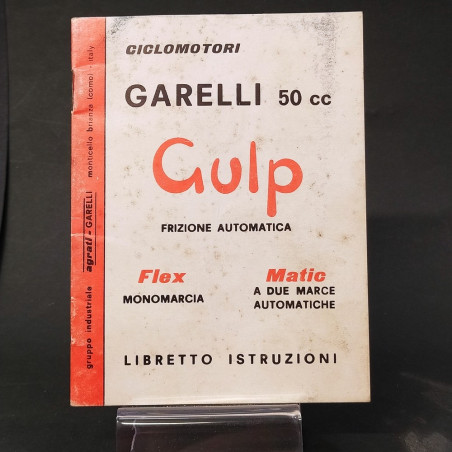 CICLOMOTORI
GARELLI 50 cc
Gulp
FRIZIONE AUTOMATICA
Flex
MONOMARCIA
Matic
A DUE MARCE
AUTOMATICHE
LIBRETTO ISTRUZIONI
gruppo industriale agrati - GARELLI monticello brianza (como) - italy